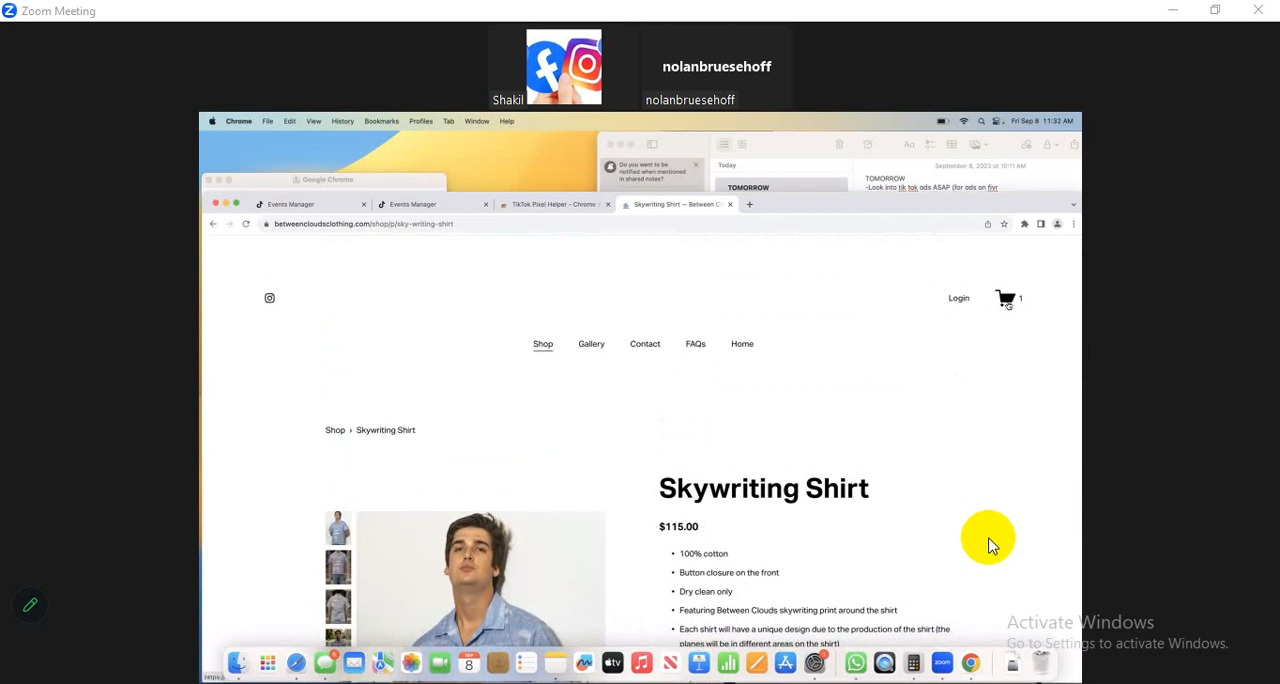 Zoom Meeting
nolanbruesehoff
Shakil
nolanbruesehoff
Chrome File Edit View History Bookmarks Profiles Tab Window Help
Fri Sep 8 11:32 AM
Do you want to be
notified when mentioned
in shared notes?
Today
TOMORROW
September 8, 2023 at 10:11 AM
TOMORROW
-Look into tik tok ads ASAP (for ads on fivr
Google Chrome
Events Manager
Events Manager
TikTok Pixel Helper - Chrome
Skywriting Shirt — Between C
betweencloudsclothing.com/shop/p/sky-writing-shirt
Login
1
Shop Gallery Contact FAQs Home
Shop › Skywriting Shirt
Skywriting Shirt
$115.00
• 100% cotton
• Button closure on the front
• Dry clean only
• Featuring Between Clouds skywriting print around the shirt
• Each shirt will have a unique design due to the production of the shirt (the
planes will be in different areas on the shirt)
Activate Windows
Go to Settings to activate Windows.
SEP
8
tv
zoom
https:/